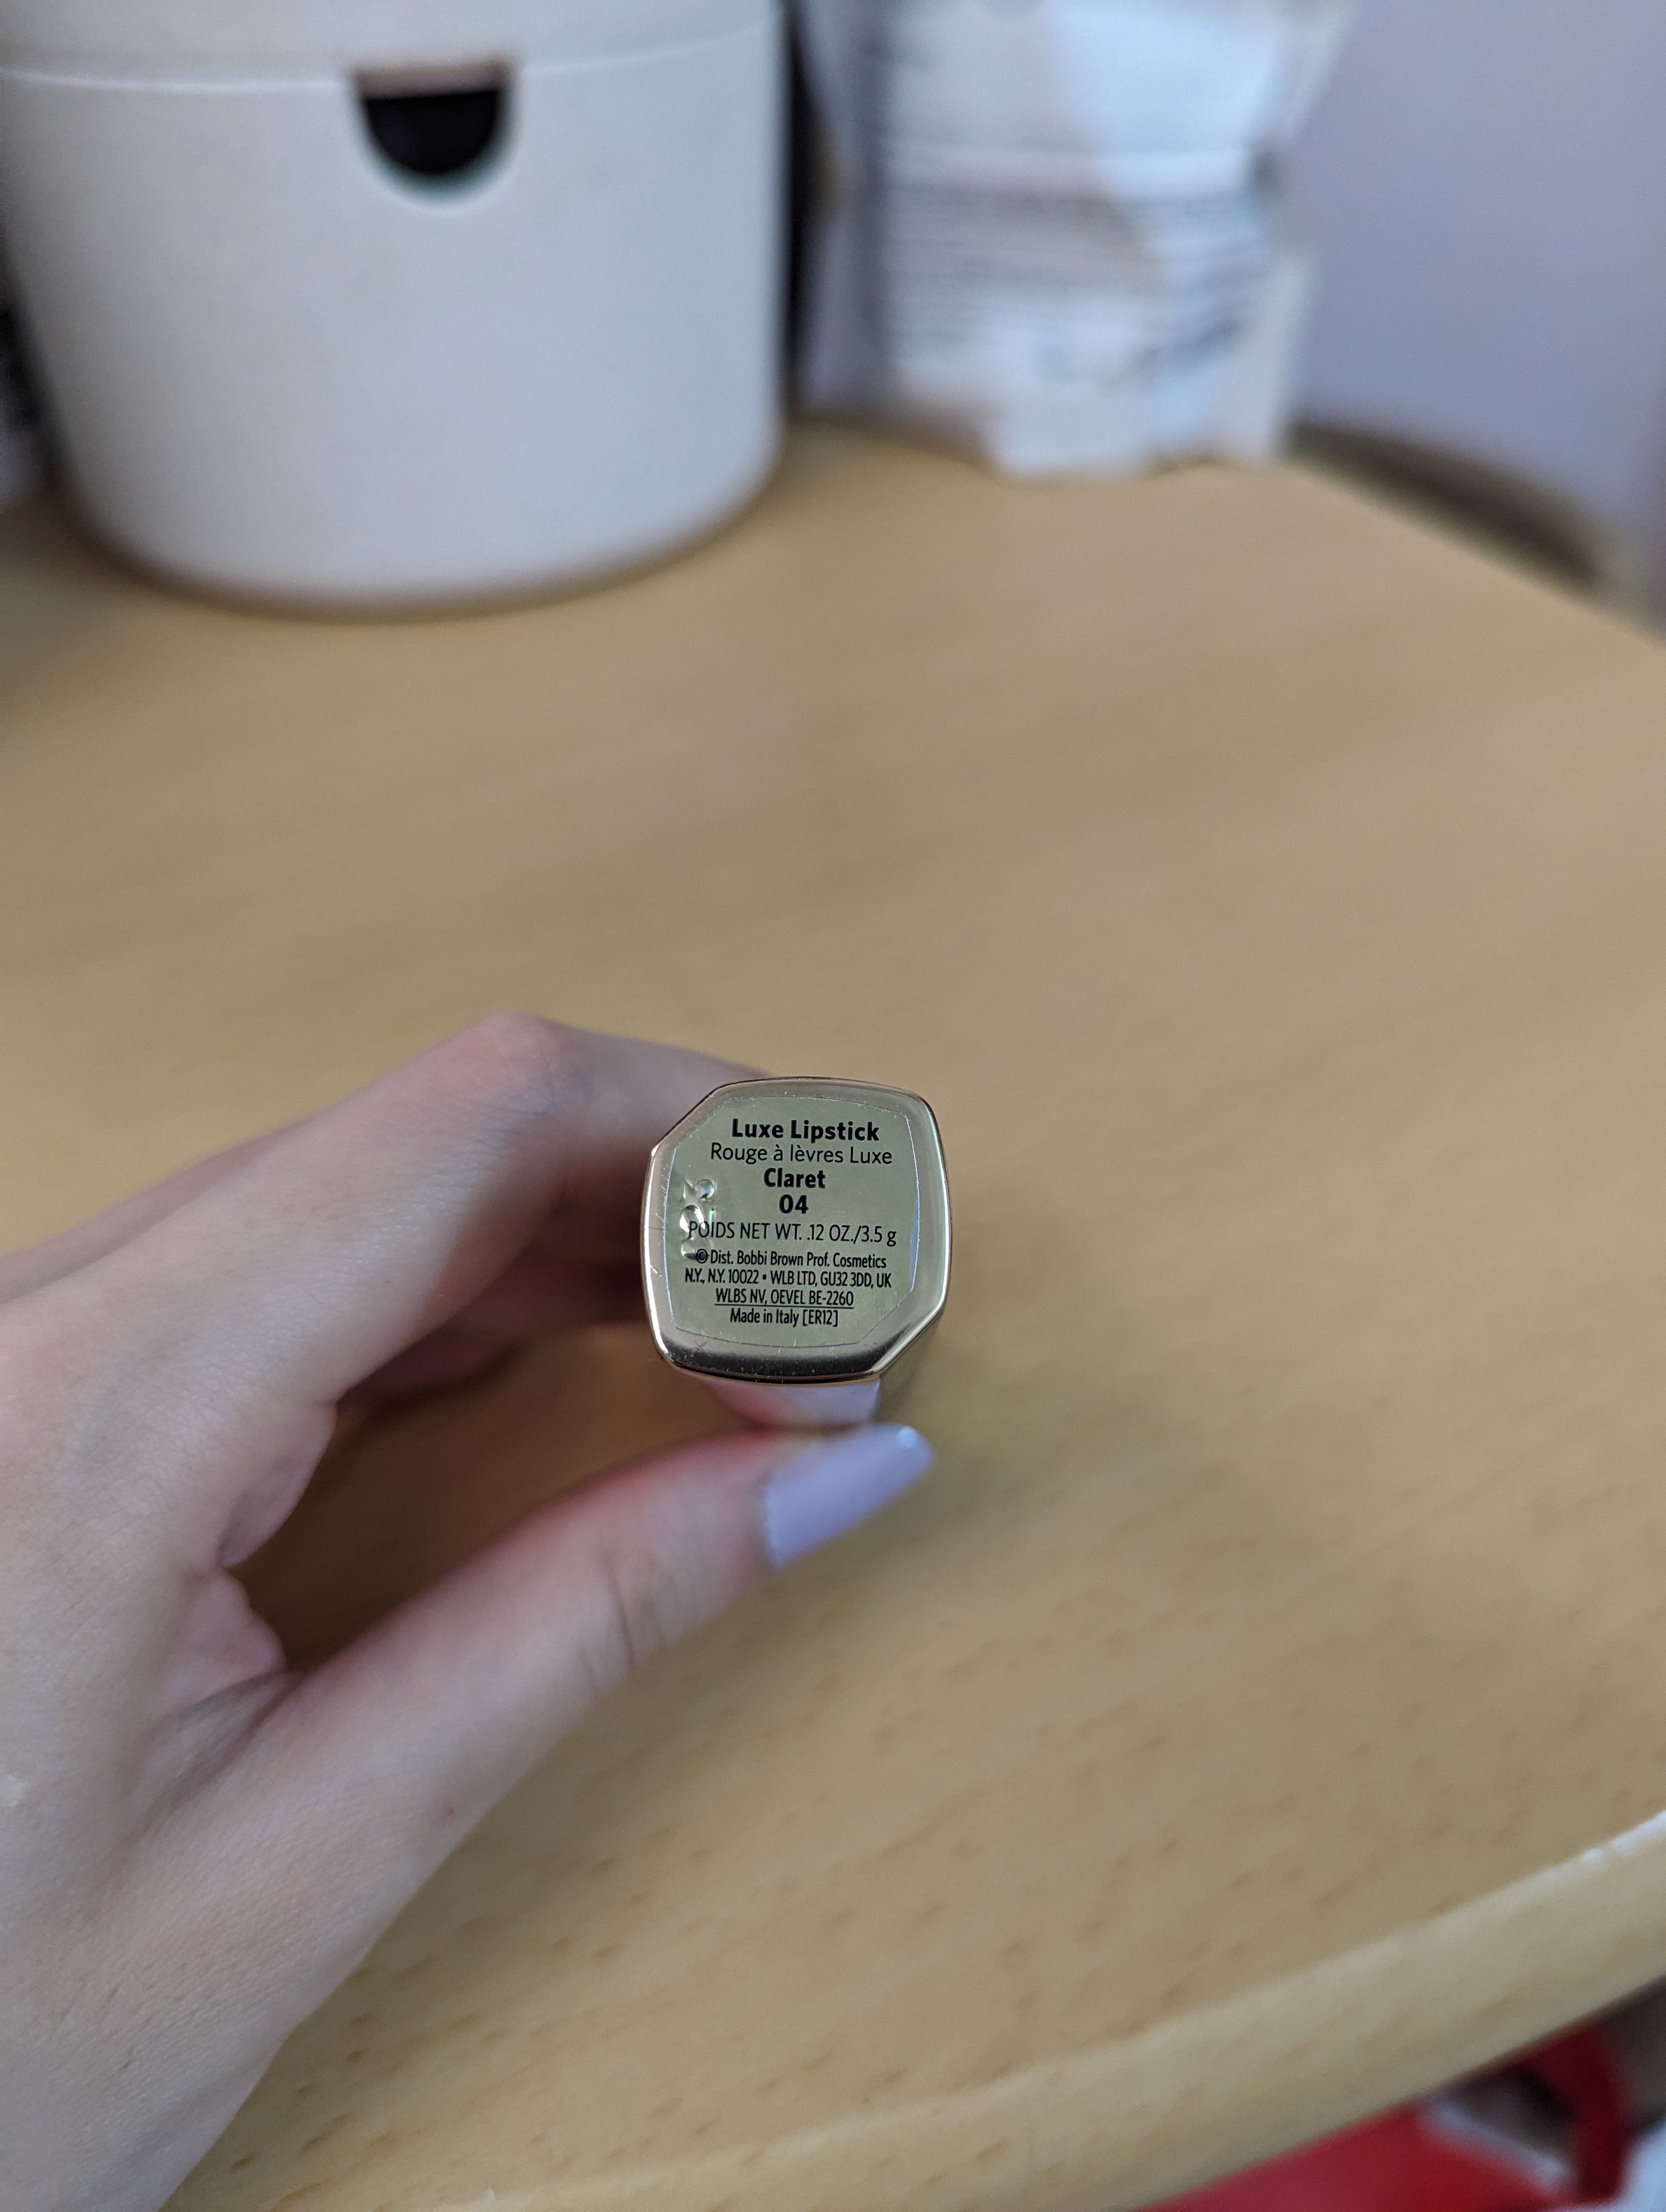 Luxe Lipstick
Rouge à lèvres Luxe
Claret
04
POIDS NET WT. .12 OZ./3.5 g
© Dist. Bobbi Brown Prof. Cosmetics
N.Y., N.Y. 10022 • WLB LTD, GU32 3DD, UK
WLBS NV, OEVEL BE-2260
Made in Italy [ER12]